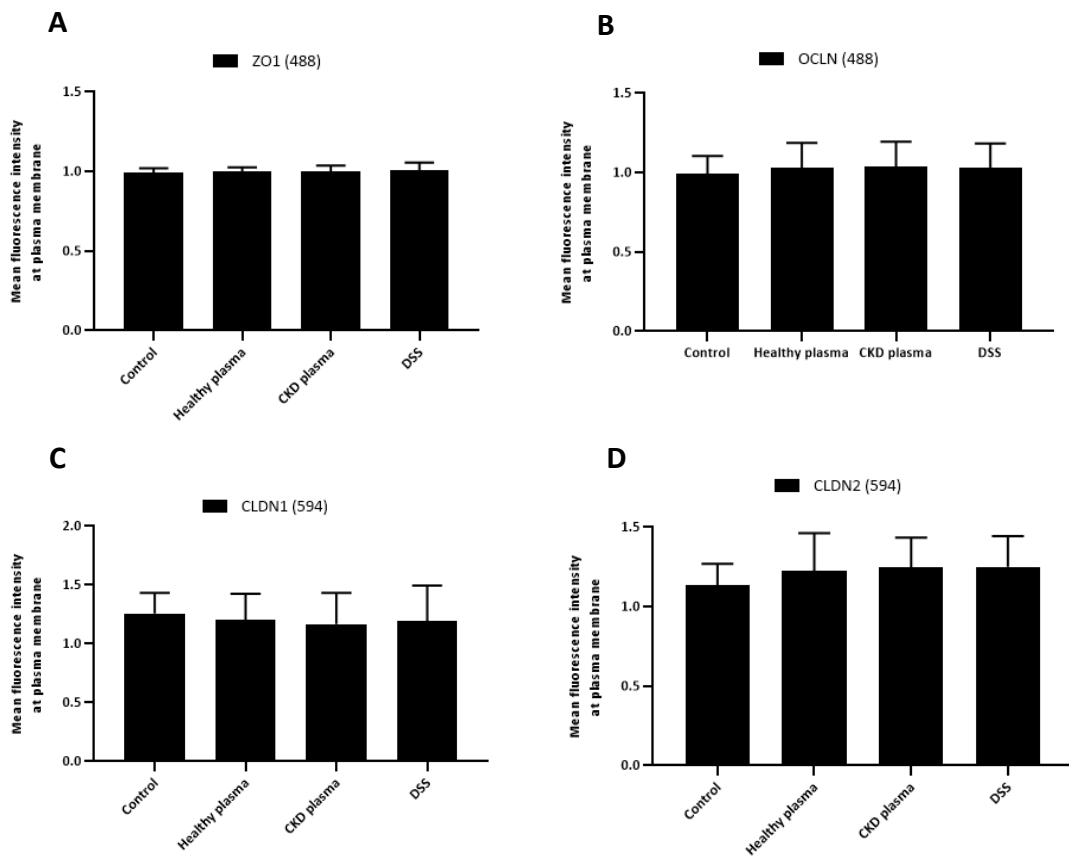 A
ZO1 (488)
Mean fluorescence intensity
at plasma membrane
1.5
1.0
0.5
0.0
Control
Healthy plasma
CKD plasma
DSS
B
OCLN (488)
Mean fluorescence intensity
at plasma membrane
1.5
1.0
0.5
0.0
Control
Healthy plasma
CKD plasma
DSS
C
CLDN1 (594)
Mean fluorescence intensity
at plasma membrane
2.0
1.5
1.0
0.5
0.0
Control
Healthy plasma
CKD plasma
DSS
D
CLDN2 (594)
Mean fluorescence intensity
at plasma membrane
1.5
1.0
0.5
0.0
Control
Healthy plasma
CKD plasma
DSS